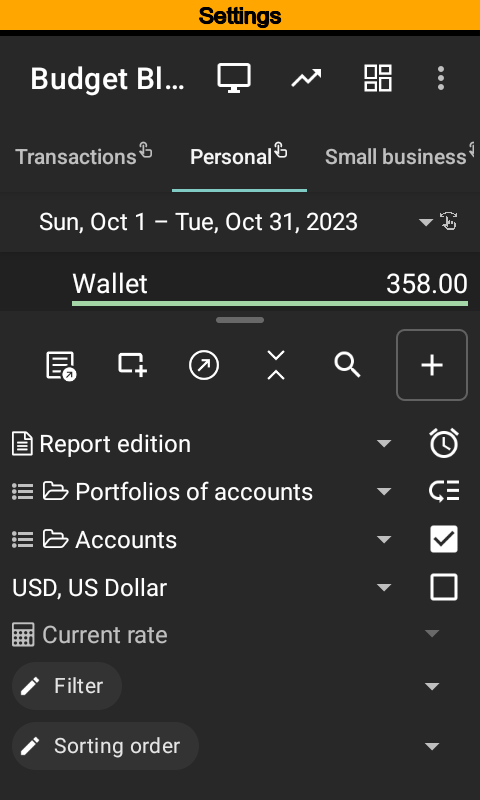 Settings
Budget Bl...
Transactions
Personal
Small business
Sun, Oct 1 – Tue, Oct 31, 2023
Wallet 358.00
Report edition
Portfolios of accounts
Accounts
USD, US Dollar
Current rate
Filter
Sorting order